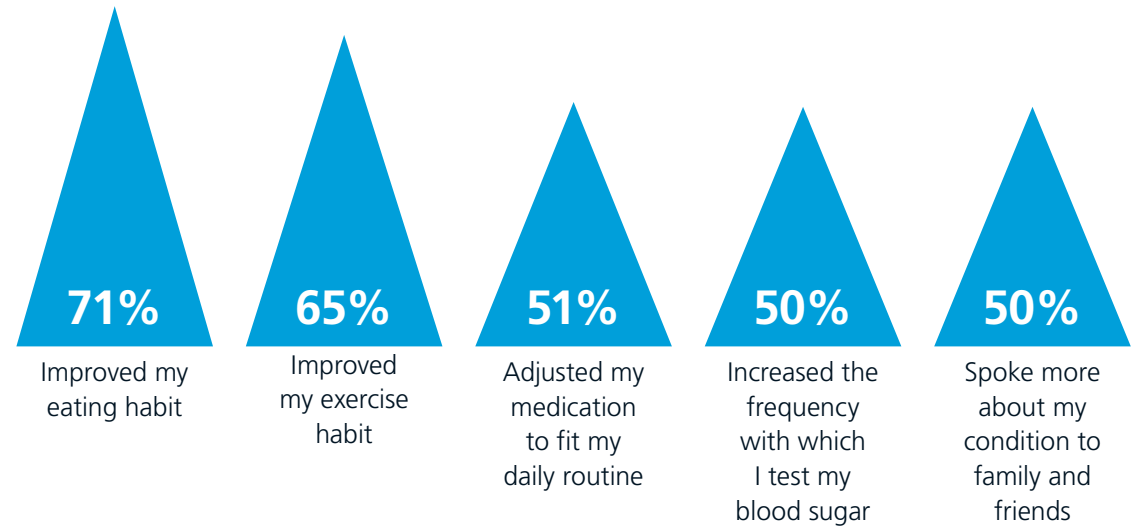 71%
Improved my
eating habit
65%
Improved
my exercise
habit
51%
Adjusted my
medication
to fit my
daily routine
50%
Increased the
frequency
with which
I test my
blood sugar
50%
Spoke more
about my
condition to
family and
friends